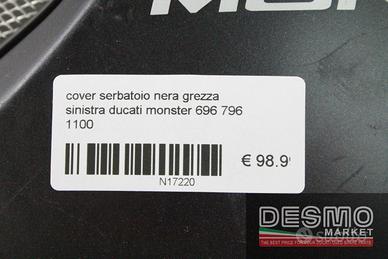 cover serbatoio nera grezza
sinistra ducati monster 696 796
1100
€ 98.9
N17220
DESMO
MARKET